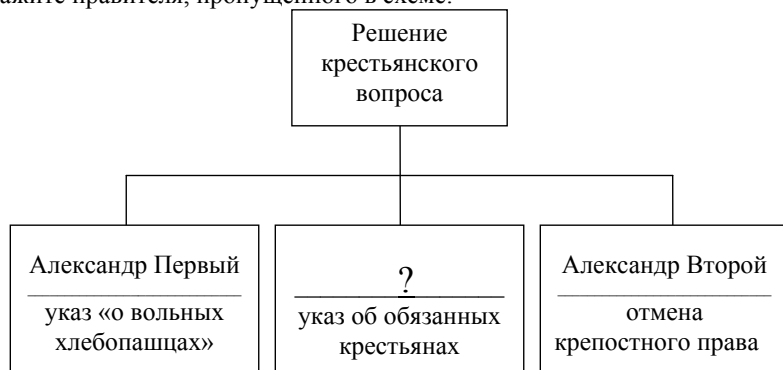 ажите правителя, пропущенного в схеме.
Решение
крестьянского
вопроса
Александр Первый
указ «о вольных
хлебопашцах»
?
указ об обязанных
крестьянах
Александр Второй
отмена
крепостного права